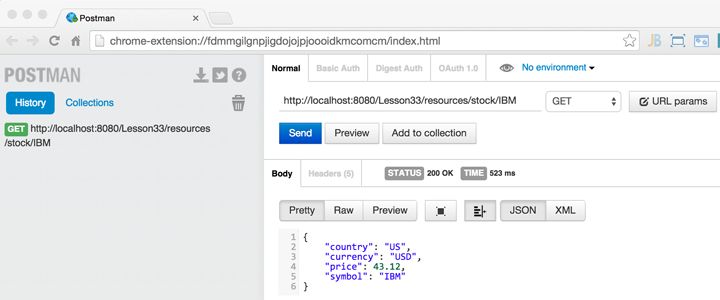 Postman
chrome-extension://fdmmgilgnpjigdojojpjoooidkmcomcm/index.html
POSTMAN
History Collections
GET http://localhost:8080/Lesson33/resources
/stock/IBM
Normal Basic Auth Digest Auth OAuth 1.0 No environment
http://localhost:8080/Lesson33/resources/stock/IBM GET URL params
Send Preview Add to collection
Body Headers (5) STATUS 200 OK TIME 523 ms
Pretty Raw Preview JSON XML
1 {
2 "country": "US",
3 "currency": "USD",
4 "price": 43.12,
5 "symbol": "IBM"
6 }